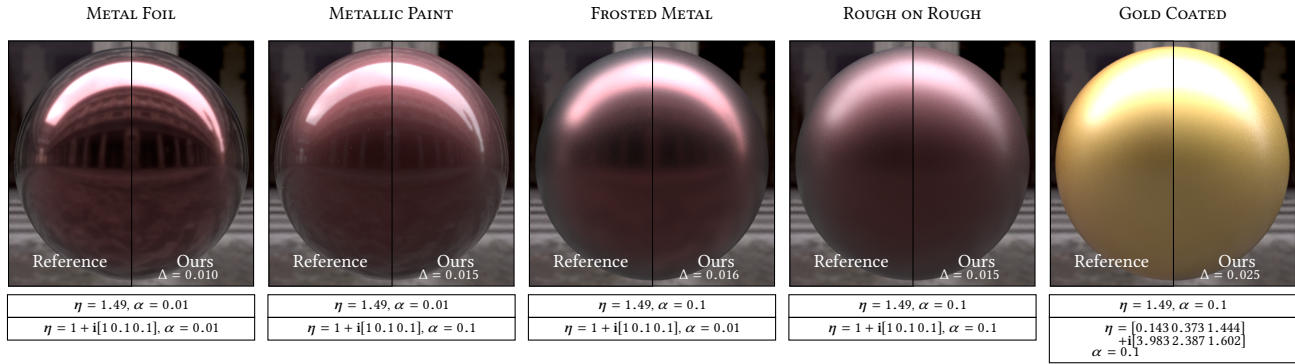 METAL FOIL
METALLIC PAINT
FROSTED METAL
ROUGH ON ROUGH
GOLD COATED
Reference
Ours
Δ = 0.010
Reference
Ours
Δ = 0.015
Reference
Ours
Δ = 0.016
Reference
Ours
Δ = 0.015
Reference
Ours
Δ = 0.025
η = 1.49, α = 0.01
η = 1 + i[1 0.1 0.1], α = 0.01
η = 1.49, α = 0.01
η = 1 + i[1 0.1 0.1], α = 0.1
η = 1.49, α = 0.1
η = 1 + i[1 0.1 0.1], α = 0.01
η = 1.49, α = 0.1
η = 1 + i[1 0.1 0.1], α = 0.1
η = 1.49, α = 0.1
η = [0.143 0.373 1.444]
+i[3.983 2.387 1.602]
α = 0.1